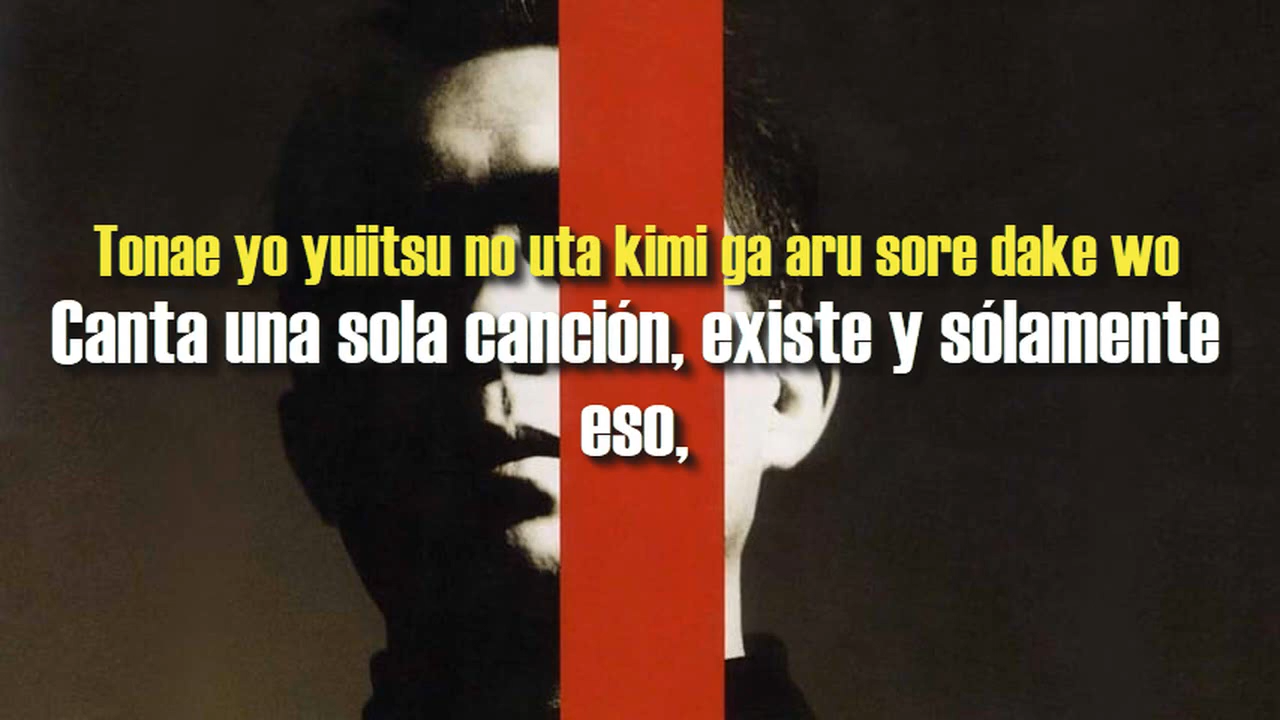 Tonae yo yuiitsu no uta kimi ga aru sore dake wo
Canta una sola canción, existe y sólamente
eso,